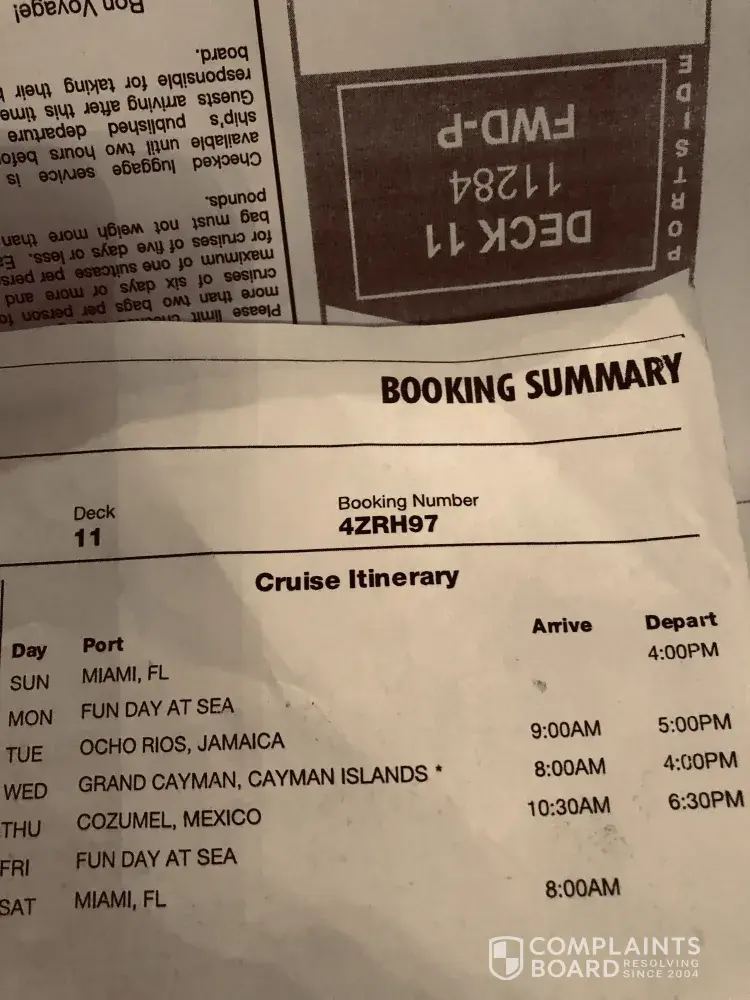 Bon Voyage!
board.
responsible for taking their
Guests arriving after this time
ship's published departure
available until two hours
Checked luggage service is
pounds.
bag must not weigh more than
for cruises of five days or less.
maximum of one suitcase per
cruises of six days or more and
more than two bags per person
Please limit
PORTSIDE
FWD-P
11284
DECK 11
BOOKING SUMMARY
Deck Booking Number
11 4ZRH97
Cruise Itinerary
Day Port Arrive Depart
SUN MIAMI, FL 4:00PM
MON FUN DAY AT SEA
TUE OCHO RIOS, JAMAICA 9:00AM 5:00PM
WED GRAND CAYMAN, CAYMAN ISLANDS * 8:00AM 4:00PM
THU COZUMEL, MEXICO 10:30AM 6:30PM
FRI FUN DAY AT SEA
SAT MIAMI, FL 8:00AM
COMPLAINTS
BOARD RESOLVING
SINCE 2004